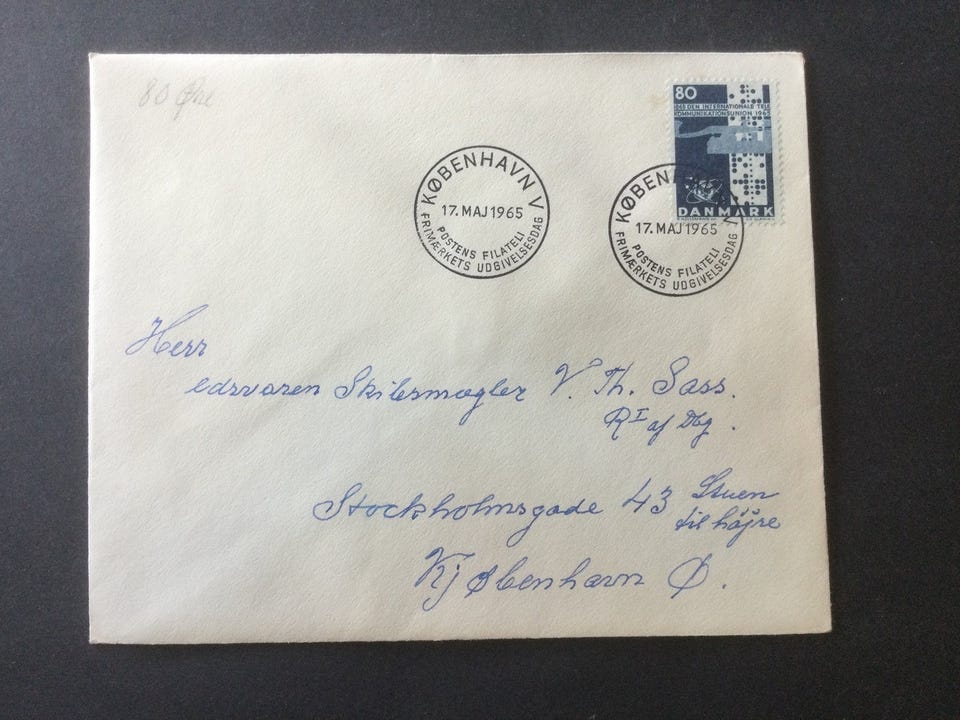 80 Øre
80
1865 DEN INTERNATIONALE TELE
KOMMUNIKATIONSUNION 1965
DANMARK
KØBENHAVN V
17. MAJ 1965
POSTENS FILATELI
FRIMÆRKETS UDGIVELSESDAG
KØBENHAVN V
17. MAJ 1965
POSTENS FILATELI
FRIMÆRKETS UDGIVELSESDAG
Herr
edsvoren Skibsmægler V. Th. Sass.
R I af Dbg.
Stockholmsgade 43 Stuen
til højre
Kjøbenhavn Ø.